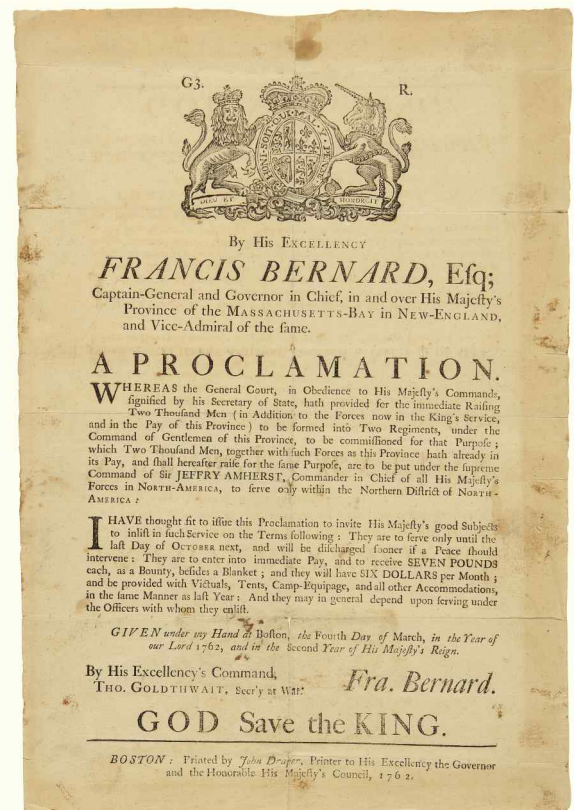 G3. R.
HONI · SOIT · QUI · MAL · Y · PE
DIEU ET MONDROIT
By His Excellency
FRANCIS BERNARD, Eſq;
Captain-General and Governor in Chief, in and over His Majeſty's
Province of the Massachusetts-Bay in New-England,
and Vice-Admiral of the ſame.
A PROCLAMATION.
WHEREAS the General Court, in Obedience to His Majeſty's Commands,
ſignified by his Secretary of State, hath provided for the immediate Raiſing
Two Thouſand Men (in Addition to the Forces now in the King's Service,
and in the Pay of this Province) to be formed into Two Regiments, under the
Command of Gentlemen of this Province, to be commiſſioned for that Purpoſe;
which Two Thouſand Men, together with ſuch Forces as this Province hath already in
its Pay, and ſhall hereafter raiſe for the ſame Purpoſe, are to be put under the ſupreme
Command of Sir JEFFRY AMHERST, Commander in Chief of all His Majeſty's
Forces in North-America, to ſerve only within the Northern Diſtrict of North-
America:
I HAVE thought fit to iſſue this Proclamation to invite His Majeſty's good Subjects
to inliſt in ſuch Service on the Terms following: They are to ſerve only until the
laſt Day of October next, and will be diſcharged ſooner if a Peace ſhould
intervene: They are to enter into immediate Pay, and to receive SEVEN POUNDS
each, as a Bounty, beſides a Blanket; and they will have SIX DOLLARS per Month;
and be provided with Victuals, Tents, Camp-Equipage, and all other Accommodations,
in the ſame Manner as laſt Year: And they may in general depend upon ſerving under
the Officers with whom they enliſt.
GIVEN under my Hand at Boſton, the Fourth Day of March, in the Year of
our Lord 1762, and in the Second Year of His Majeſty's Reign.
By His Excellency's Command,
Tho. Goldthwait, Secr'y at War.
Fra. Bernard.
GOD Save the KING.
BOSTON: Printed by John Draper, Printer to His Excellency the Governor
and the Honorable His Majeſty's Council, 1762.